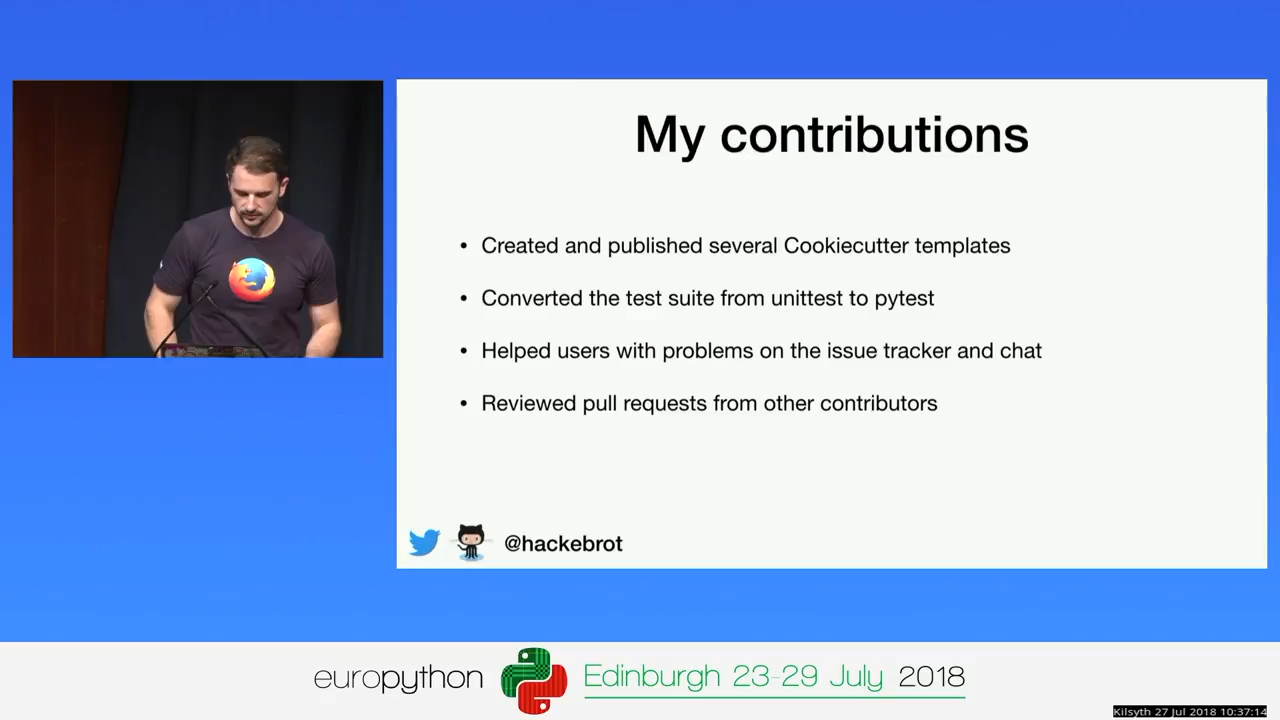 My contributions
• Created and published several Cookiecutter templates
• Converted the test suite from unittest to pytest
• Helped users with problems on the issue tracker and chat
• Reviewed pull requests from other contributors
@hackebrot
europython Edinburgh 23-29 July 2018
Kilsyth 27 Jul 2018 10:37:14